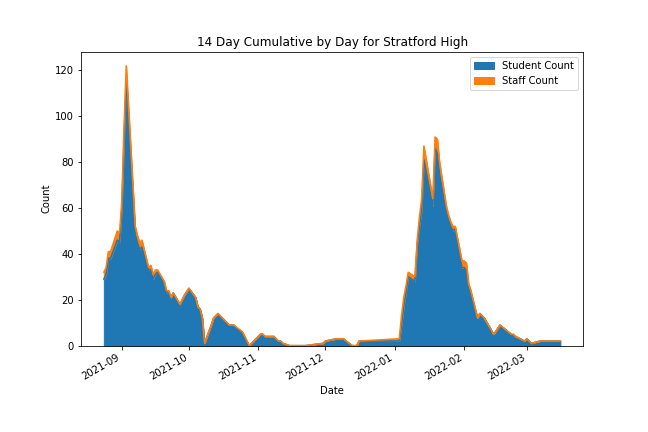 14 Day Cumulative by Day for Stratford High
Student Count
Staff Count
120
100
80
60
40
20
0
Count
2021-09
2021-10
2021-11
2021-12
2022-01
2022-02
2022-03
Date